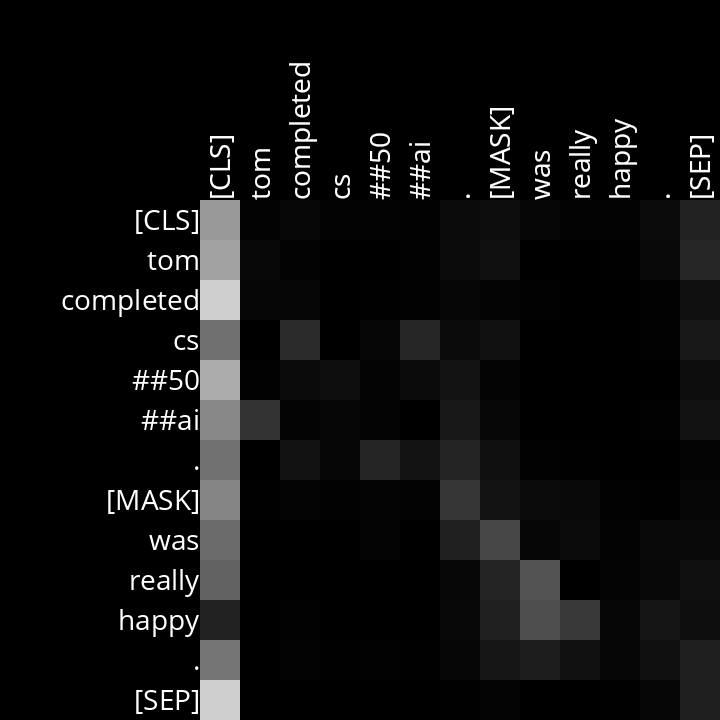 [CLS] tom completed cs ##50 ##ai . [MASK] was really happy . [SEP]
[CLS]
tom
completed
cs
##50
##ai
.
[MASK]
was
really
happy
.
[SEP]